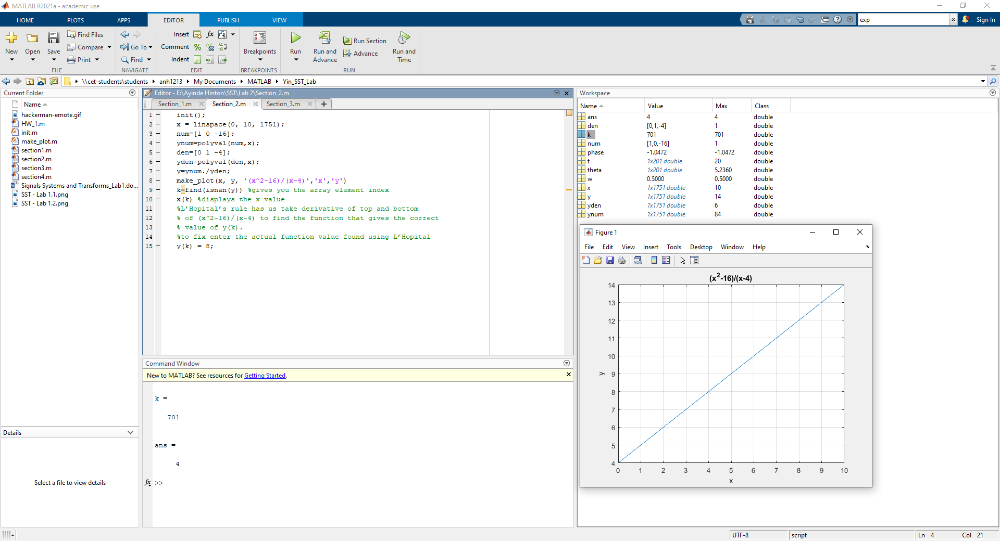 MATLAB R2021a - academic use
HOME PLOTS APPS EDITOR PUBLISH VIEW
exp
Sign In
New
Open
Save
Find Files
Compare
Print
FILE
Go To
Find
NAVIGATE
Insert fx
Comment
Indent
EDIT
Breakpoints
BREAKPOINTS
Run
Run and
Advance
Run Section
Advance
Run and
Time
RUN
\\cet-students\students anh1213 My Documents MATLAB Yin_SST_Lab
Current Folder
Name
hackerman-emote.gif
HW_1.m
init.m
make_plot.m
section1.m
section2.m
section3.m
section4.m
Signals Systems and Transforms_Lab1.do...
SST - Lab 1.1.png
SST - Lab 1.2.png
Details
Select a file to view details
Editor - E:\Ayinde Hinton\SST\Lab 2\Section_2.m
Section_1.m Section_2.m Section_3.m +
1 – init();
2 – x = linspace(0, 10, 1751);
3 – num=[1 0 -16];
4 – ynum=polyval(num,x);
5 – den=[0 1 -4];
6 – yden=polyval(den,x);
7 – y=ynum./yden;
8 – make_plot(x, y, '(x^2-16)/(x-4)','x','y')
9 – k=find(isnan(y)) %gives you the array element index
10 – x(k) %displays the x value
11 %L'Hopital's rule has us take derivative of top and bottom
12 % of (x^2-16)/(x-4) to find the function that gives the correct
13 % value of y(k).
14 %to fix enter the actual function value found using L'Hopital
15 – y(k) = 8;
Command Window
New to MATLAB? See resources for Getting Started.
k =
701
ans =
4
fx >>
Workspace
Name Value Max Class
ans 4 4 double
den [0,1,-4] 1 double
k 701 701 double
num [1,0,-16] 1 double
phase -1.0472 -1.0472 double
t 1x201 double 20 double
theta 1x201 double 5.2360 double
w 0.5000 0.5000 double
x 1x1751 double 10 double
y 1x1751 double 14 double
yden 1x1751 double 6 double
ynum 1x1751 double 84 double
Figure 1
File Edit View Insert Tools Desktop Window Help
(x²-16)/(x-4)
14
13
12
11
10
9
8
7
6
5
4
y
0 1 2 3 4 5 6 7 8 9 10
x
UTF-8 script Ln 4 Col 21